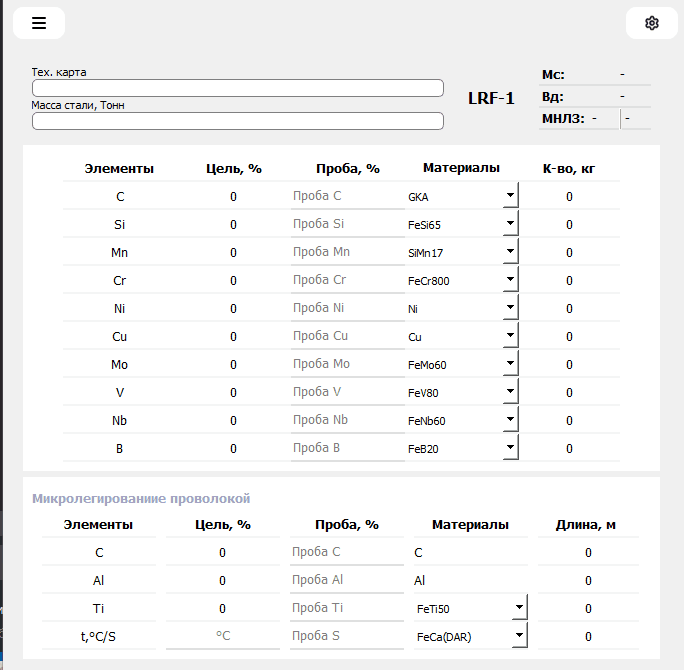 Тех. карта
Масса стали, Тонн
LRF-1
Мс: -
Вд: -
МНЛЗ: - -
Элементы Цель, % Проба, % Материалы К-во, кг
C 0 Проба C GKA 0
Si 0 Проба Si FeSi65 0
Mn 0 Проба Mn SiMn17 0
Cr 0 Проба Cr FeCr800 0
Ni 0 Проба Ni Ni 0
Cu 0 Проба Cu Cu 0
Mo 0 Проба Mo FeMo60 0
V 0 Проба V FeV80 0
Nb 0 Проба Nb FeNb60 0
B 0 Проба B FeB20 0
Микролегированиие проволокой
Элементы Цель, % Проба, % Материалы Длина, м
C 0 Проба C C 0
Al 0 Проба Al Al 0
Ti 0 Проба Ti FeTi50 0
t,°C/S °C Проба S FeCa(DAR) 0